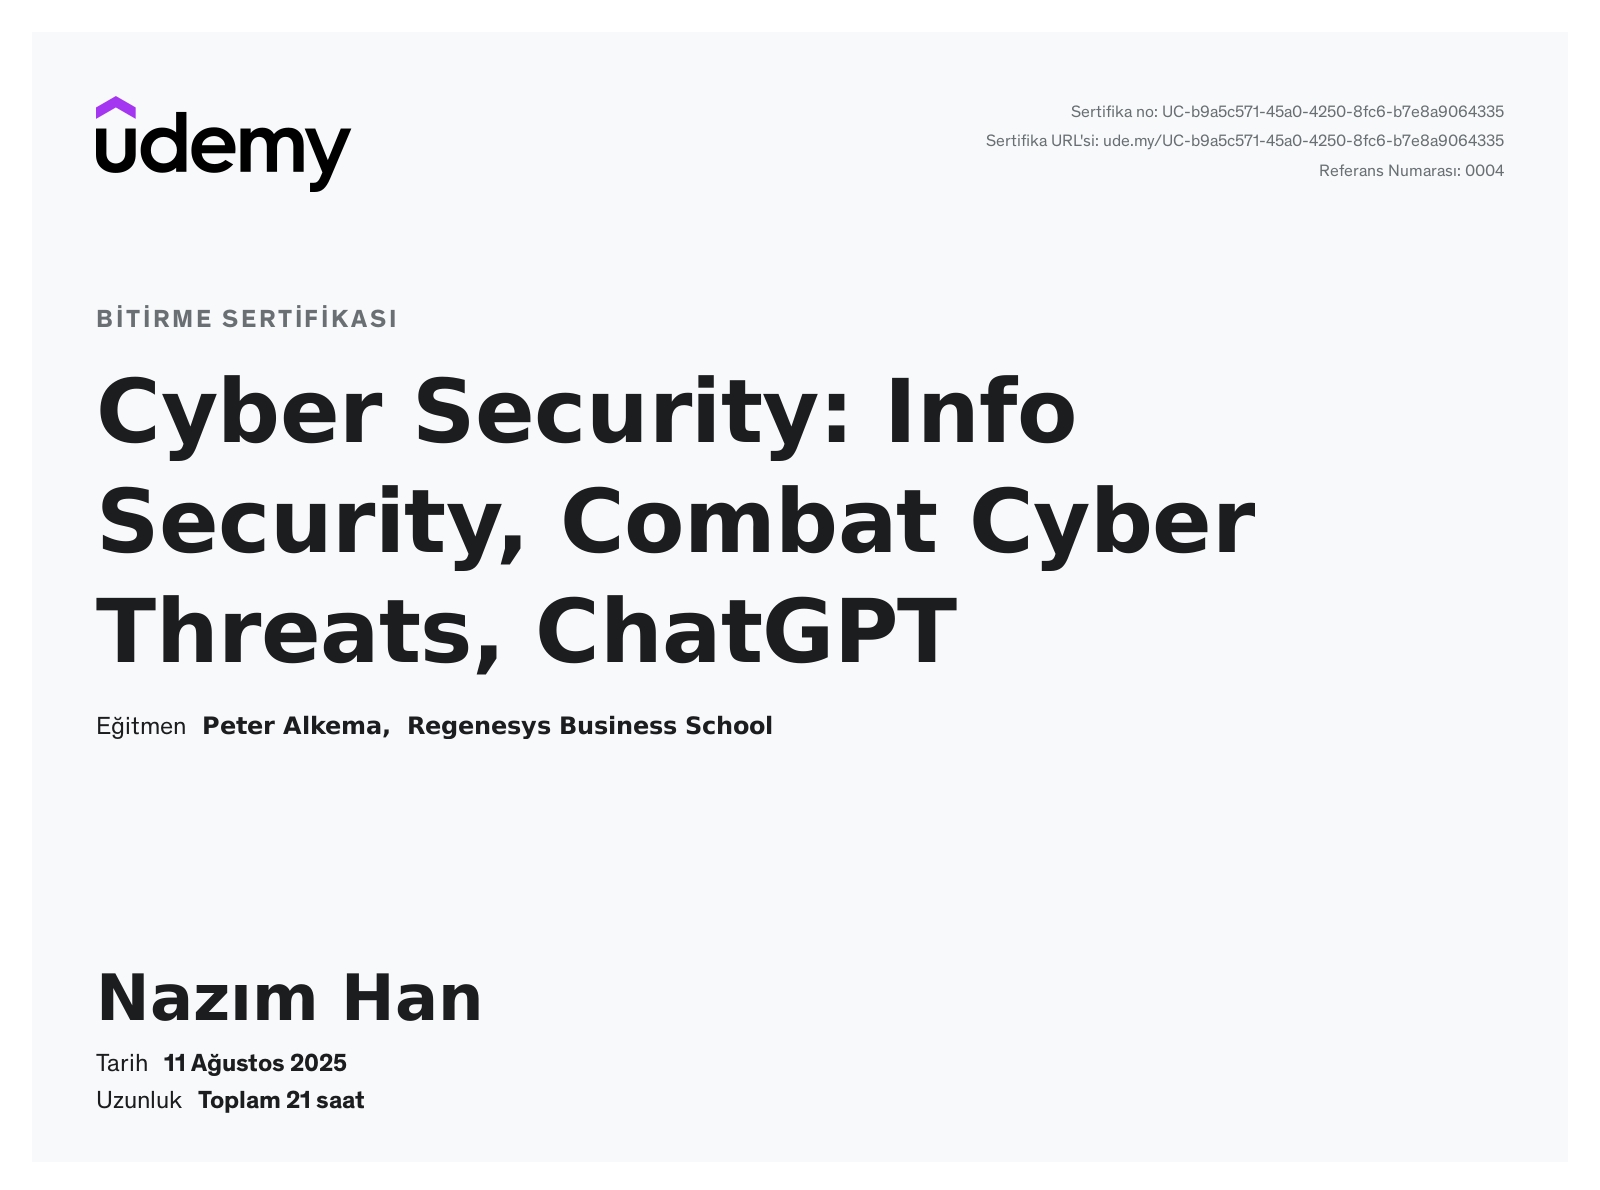 udemy
Sertifika no: UC-b9a5c571-45a0-4250-8fc6-b7e8a9064335
Sertifika URL'si: ude.my/UC-b9a5c571-45a0-4250-8fc6-b7e8a9064335
Referans Numarası: 0004
BİTİRME SERTİFİKASI
Cyber Security: Info
Security, Combat Cyber
Threats, ChatGPT
Eğitmen Peter Alkema, Regenesys Business School
Nazım Han
Tarih 11 Ağustos 2025
Uzunluk Toplam 21 saat